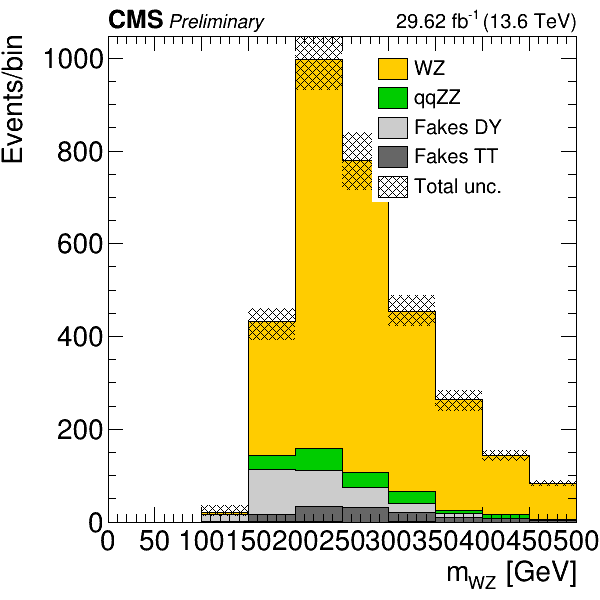 CMS Preliminary 29.62 fb-1 (13.6 TeV)
Events/bin
1000
800
600
400
200
0
WZ
qqZZ
Fakes DY
Fakes TT
Total unc.
0 50 100 150 200 250 300 350 400 450 500
mWZ [GeV]